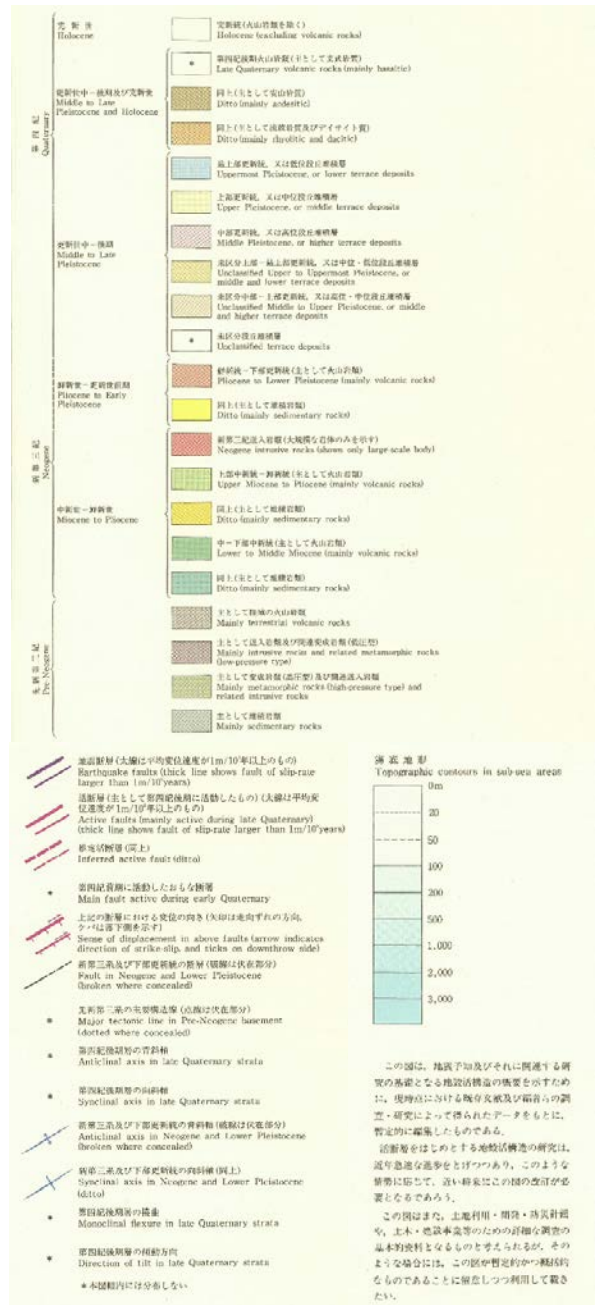 完新世
Holocene
完新統(火山岩類を除く)
Holocene (excluding volcanic rocks)
第四紀
Quaternary
更新世中-後期及び完新世
Middle to Late
Pleistocene and Holocene
第四紀後期火山岩類(主として玄武岩質)
Late Quaternary volcanic rocks (mainly basaltic)
同上(主として安山岩質)
Ditto (mainly andesitic)
同上(主として流紋岩質及びデイサイト質)
Ditto (mainly rhyolitic and dacitic)
更新世中-後期
Middle to Late
Pleistocene
最上部更新統,又は低位段丘堆積層
Uppermost Pleistocene, or lower terrace deposits
上部更新統,又は中位段丘堆積層
Upper Pleistocene, or middle terrace deposits
中部更新統,又は高位段丘堆積層
Middle Pleistocene, or higher terrace deposits
未区分上部-最上部更新統,又は中位・低位段丘堆積層
Unclassified Upper to Uppermost Pleistocene, or
middle and lower terrace deposits
未区分中部-上部更新統,又は高位・中位段丘堆積層
Unclassified Middle to Upper Pleistocene, or middle
and higher terrace deposits
未区分段丘堆積層
Unclassified terrace deposits
鮮新世-更新世前期
Pliocene to Early
Pleistocene
鮮新統-下部更新統(主として火山岩類)
Pliocene to Lower Pleistocene (mainly volcanic rocks)
同上(主として堆積岩類)
Ditto (mainly sedimentary rocks)
新第三紀
Neogene
中新世-鮮新世
Miocene to Pliocene
新第三紀迸入岩類(大規模な岩体のみを示す)
Neogene intrusive rocks (shown only large-scale body)
上部中新統-鮮新統(主として火山岩類)
Upper Miocene to Pliocene (mainly volcanic rocks)
同上(主として堆積岩類)
Ditto (mainly sedimentary rocks)
中-下部中新統(主として火山岩類)
Lower to Middle Miocene (mainly volcanic rocks)
同上(主として堆積岩類)
Ditto (mainly sedimentary rocks)
先新第三紀
Pre-Neogene
主として陸域の火山岩類
Mainly terrestrial volcanic rocks
主として迸入岩類及び関連変成岩類(低圧型)
Mainly intrusive rocks and related metamorphic rocks
(low-pressure type)
主として変成岩類(高圧型)及び関連迸入岩類
Mainly metamorphic rocks (high-pressure type) and
related intrusive rocks
主として堆積岩類
Mainly sedimentary rocks
地震断層(太線は平均変位速度が1m/10³年以上のもの)
Earthquake faults (thick line shows fault of slip-rate
larger than 1m/10³years)
活断層(主として第四紀後期に活動したもの)(太線は平均変
位速度が1m/10³年以上のもの)
Active faults (mainly active during late Quaternary)
(thick line shows fault of slip-rate larger than 1m/10³years)
推定活断層(同上)
Inferred active fault (ditto)
第四紀前期に活動したおもな断層
Main fault active during early Quaternary
上記の断層における変位の向き(矢印は走向ずれの方向,
ケバは落下側を示す)
Sense of displacement in above faults (arrow indicates
direction of strike-slip, and ticks on downthrow side)
新第三系及び下部更新統の断層(破線は伏在部分)
Fault in Neogene and Lower Pleistocene
(broken where concealed)
先新第三系の主要構造線(点線は伏在部分)
Major tectonic line in Pre-Neogene basement
(dotted where concealed)
第四紀後期層の背斜軸
Anticlinal axis in late Quaternary strata
第四紀後期層の向斜軸
Synclinal axis in late Quaternary strata
新第三系及び下部更新統の背斜軸(破線は伏在部分)
Anticlinal axis in Neogene and Lower Pleistocene
(broken where concealed)
新第三系及び下部更新統の向斜軸(同上)
Synclinal axis in Neogene and Lower Pleistocene
(ditto)
第四紀後期層の撓曲
Monoclinal flexure in late Quaternary strata
第四紀後期層の傾動方向
Direction of tilt in late Quaternary strata
*本図幅内には分布しない
海底地形
Topographic contours in sub-sea areas
0m
20
50
100
200
500
1,000
2,000
3,000
この図は,地震予知及びそれに関連する研
究の基礎となる地殻活構造の概要を示すため
に,現時点における既存文献及び編者らの調
査・研究によって得られたデータをもとに,
暫定的に編集したものである.
活断層をはじめとする地殻活構造の研究は,
近年急速な進歩をとげつつあり,このような
情勢に応じて,近い将来にこの図の改訂が必
要となるであろう.
この図はまた,土地利用・開発・防災計画
や,土木・建設事業等のための詳細な調査の
基本的資料となるものと考えられるが,その
ような場合には,この図が暫定的かつ概括的
なものであることに留意しつつ利用して戴き
たい.